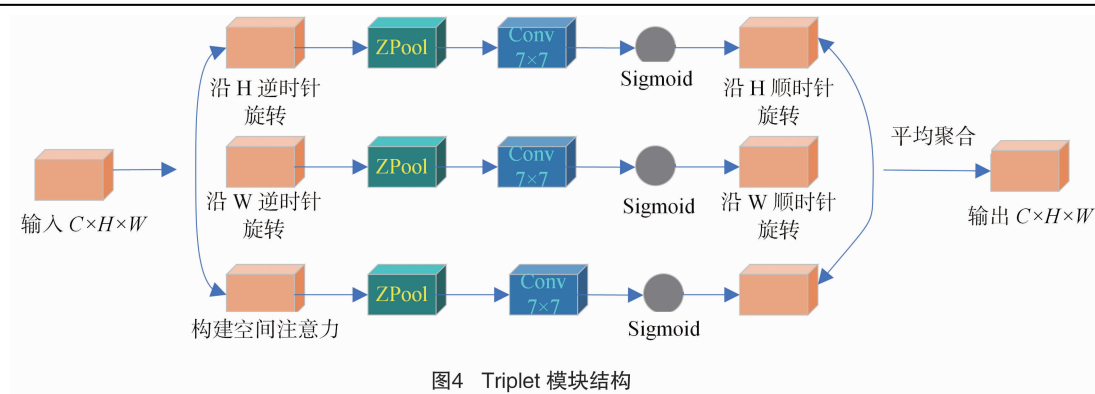 ZPool
Conv
7×7
Sigmoid
沿 H 逆时针
旋转
沿 H 顺时针
旋转
平均聚合
ZPool
Conv
7×7
Sigmoid
沿 W 逆时针
旋转
沿 W 顺时针
旋转
输入 C×H×W
输出 C×H×W
ZPool
Conv
7×7
Sigmoid
构建空间注意力
图4 Triplet 模块结构